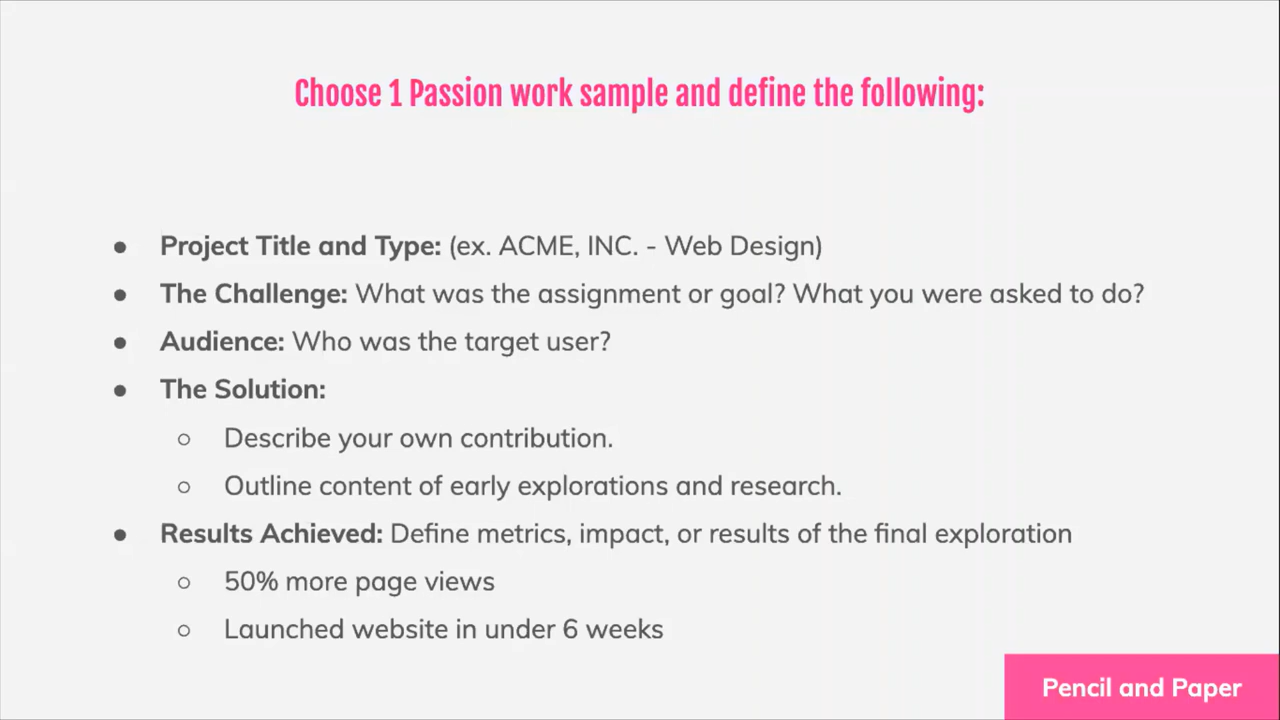 Choose 1 Passion work sample and define the following:
● Project Title and Type: (ex. ACME, INC. - Web Design)
● The Challenge: What was the assignment or goal? What you were asked to do?
● Audience: Who was the target user?
● The Solution:
○ Describe your own contribution.
○ Outline content of early explorations and research.
● Results Achieved: Define metrics, impact, or results of the final exploration
○ 50% more page views
○ Launched website in under 6 weeks
Pencil and Paper